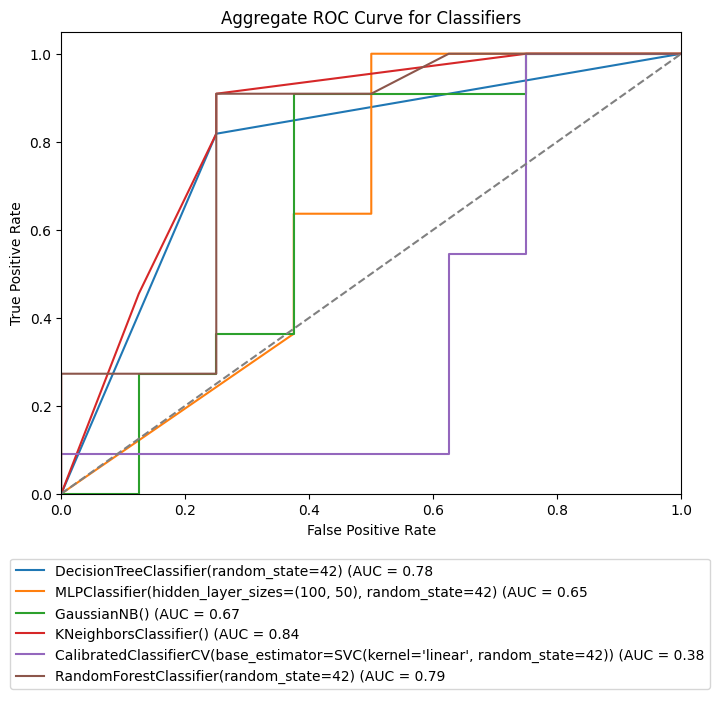 Aggregate ROC Curve for Classifiers
True Positive Rate
1.0
0.8
0.6
0.4
0.2
0.0
0.0 0.2 0.4 0.6 0.8 1.0
False Positive Rate
DecisionTreeClassifier(random_state=42) (AUC = 0.78
MLPClassifier(hidden_layer_sizes=(100, 50), random_state=42) (AUC = 0.65
GaussianNB() (AUC = 0.67
KNeighborsClassifier() (AUC = 0.84
CalibratedClassifierCV(base_estimator=SVC(kernel='linear', random_state=42)) (AUC = 0.38
RandomForestClassifier(random_state=42) (AUC = 0.79